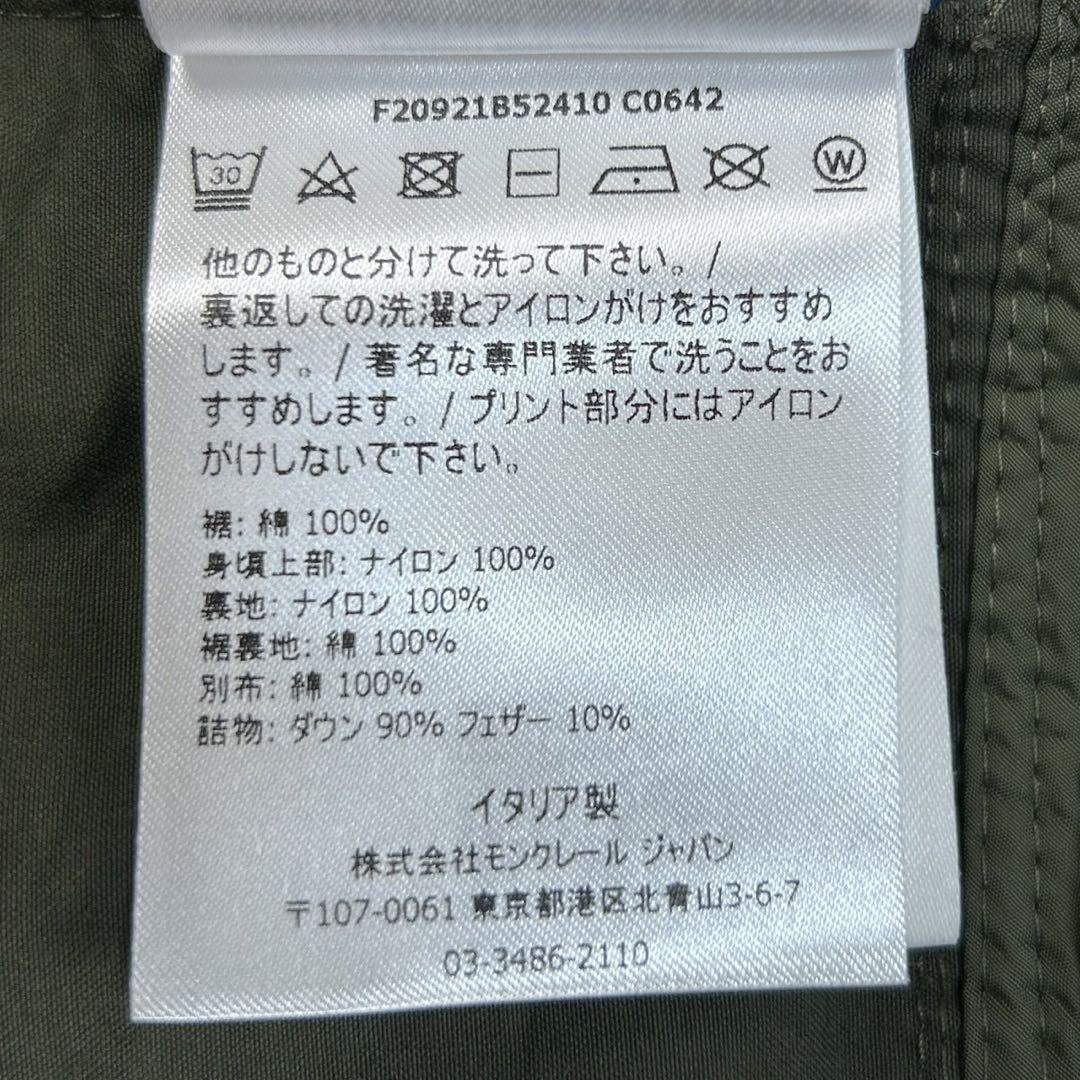 F20921B52410 C0642
30
W
他のものと分けて洗って下さい。/
裏返しての洗濯とアイロンがけをおすすめ
します。/ 著名な専門業者で洗うことをお
すすめします。/ プリント部分にはアイロン
がけしないで下さい。
裾: 綿 100%
身頃上部: ナイロン 100%
裏地: ナイロン 100%
裾裏地: 綿 100%
別布: 綿 100%
詰物: ダウン 90% フェザー 10%
イタリア製
株式会社モンクレール ジャパン
〒107-0061 東京都港区北青山3-6-7
03-3486-2110